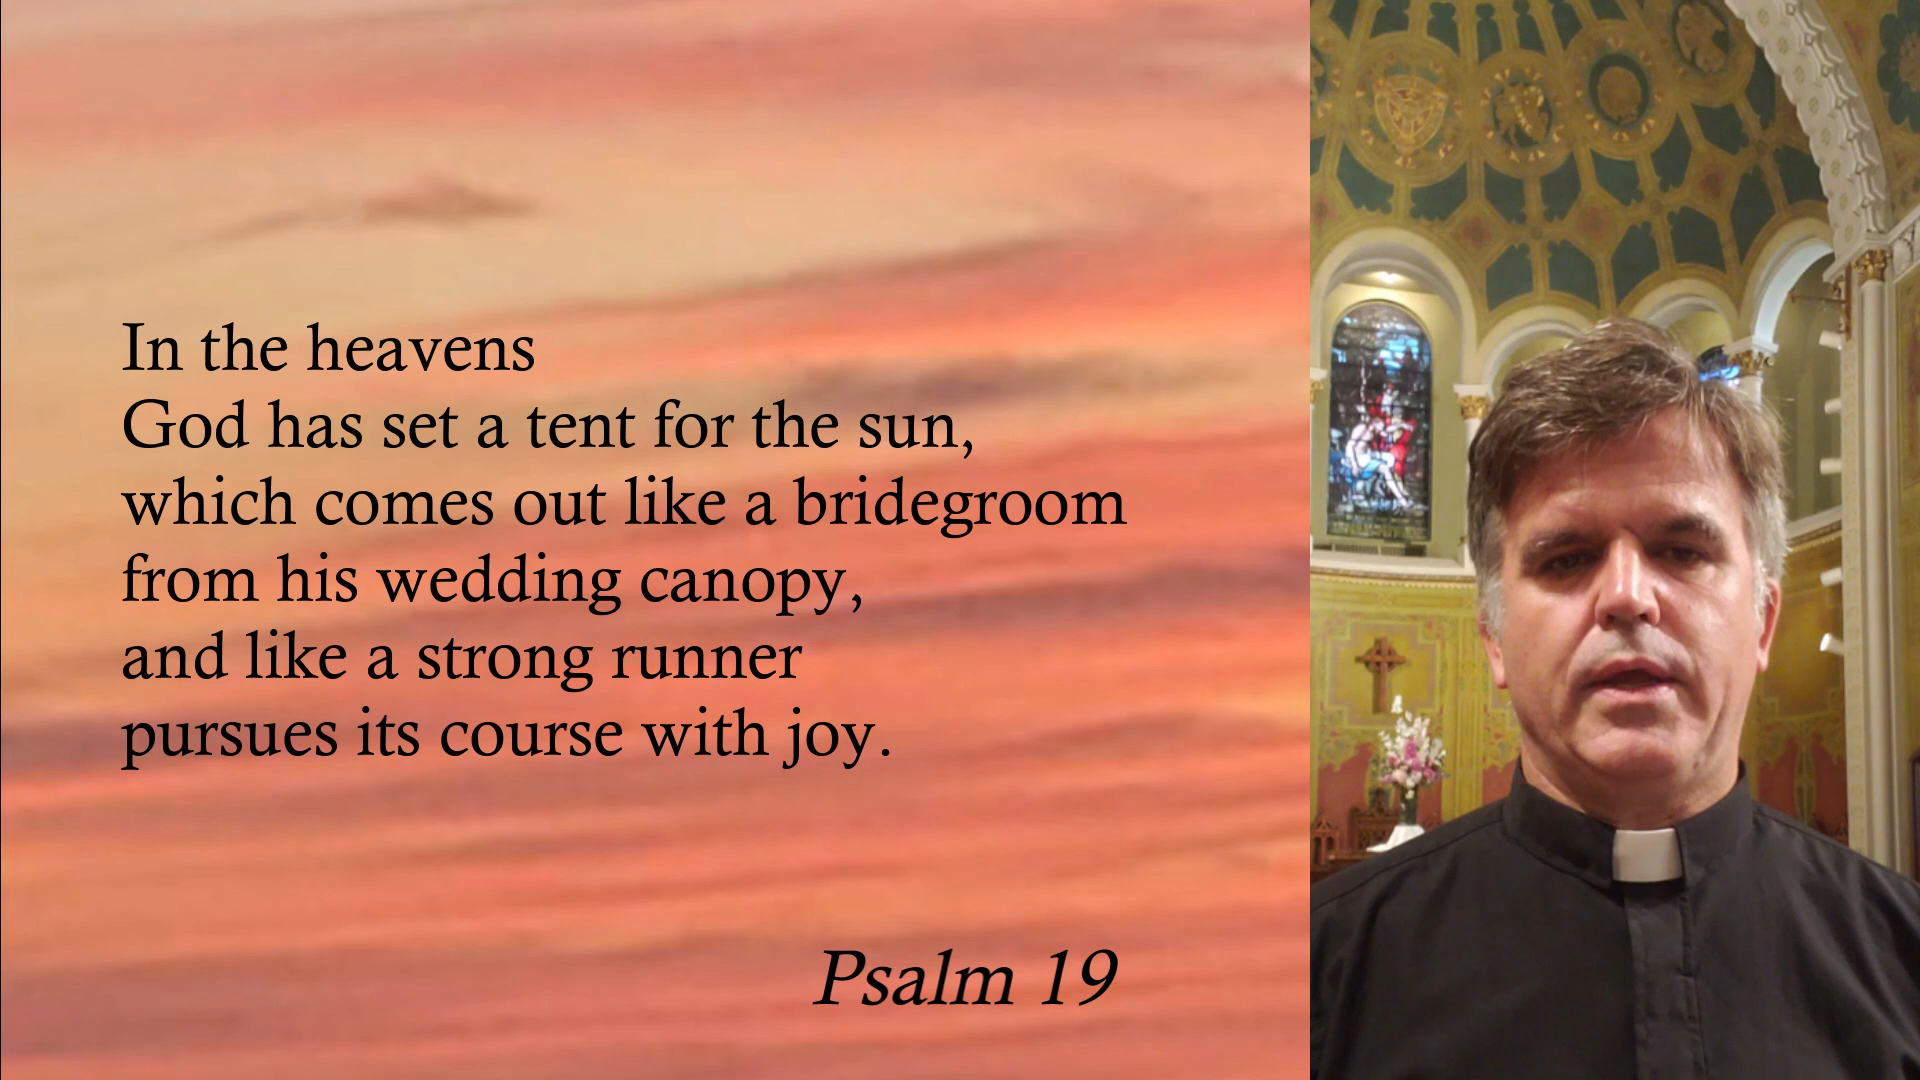 In the heavens
God has set a tent for the sun,
which comes out like a bridegroom
from his wedding canopy,
and like a strong runner
pursues its course with joy.
Psalm 19